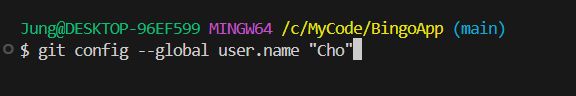 Jung@DESKTOP-96EF599 MINGW64 /c/MyCode/BingoApp (main)
$ git config --global user.name "Cho"